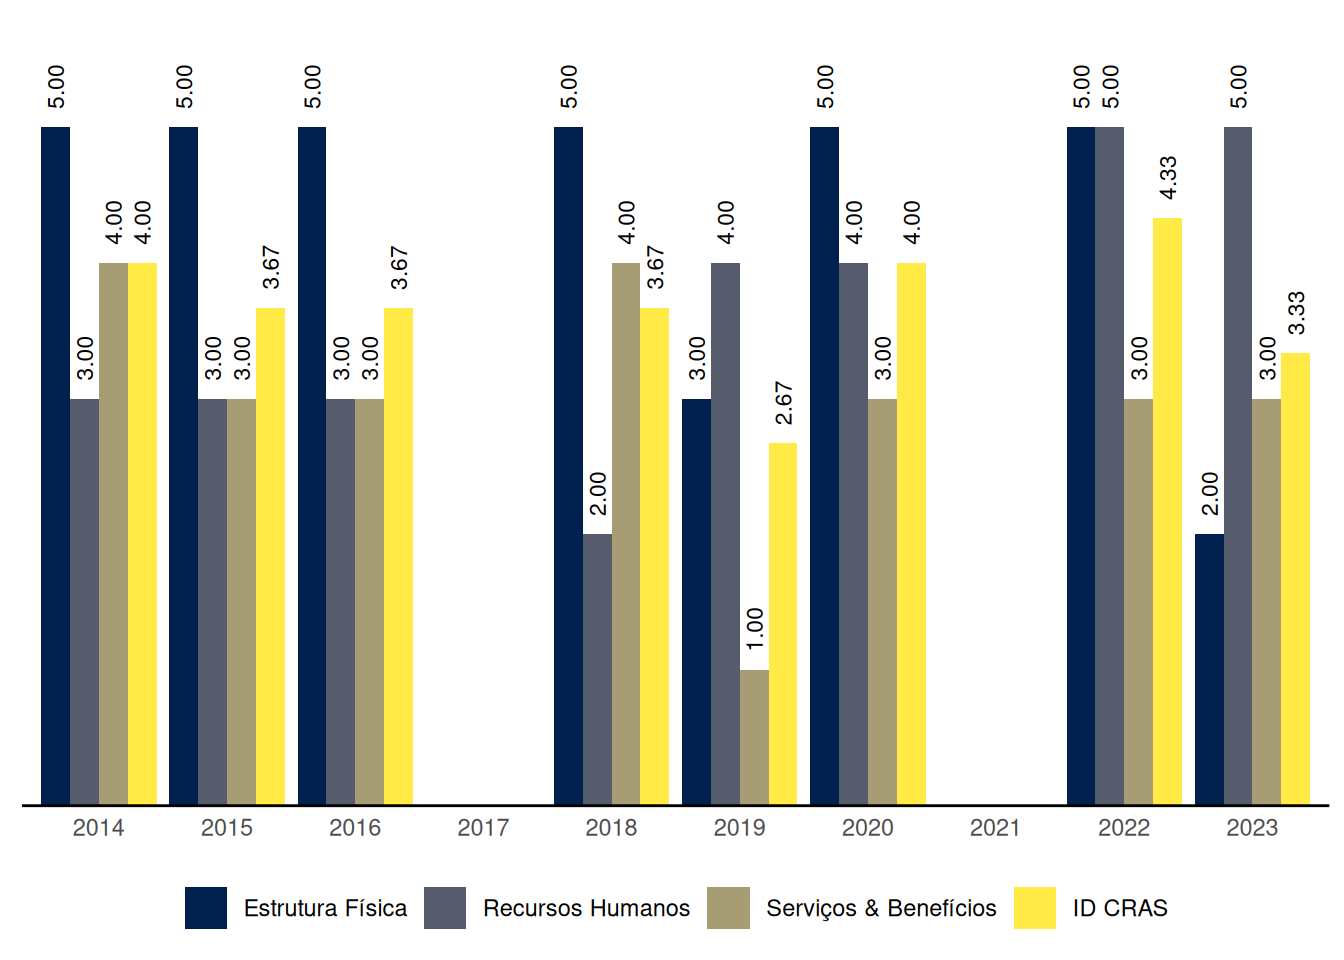 5.00 3.00 4.00 4.00
5.00 3.00 3.00 3.67
5.00 3.00 3.00 3.67
5.00 2.00 4.00 3.67
3.00 4.00 1.00 2.67
5.00 4.00 3.00 4.00
5.00 5.00 3.00 4.33
2.00 5.00 3.00 3.33
2014 2015 2016 2017 2018 2019 2020 2021 2022 2023
Estrutura Física Recursos Humanos Serviços & Benefícios ID CRAS